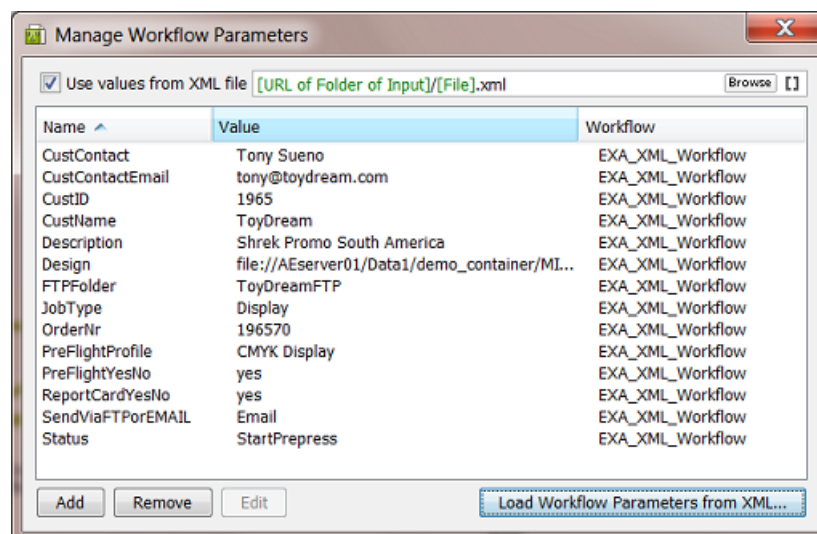 Manage Workflow Parameters
Use values from XML file [URL of Folder of Input]/[File].xml Browse []
Name Value Workflow
CustContact Tony Sueno EXA_XML_Workflow
CustContactEmail tony@toydream.com EXA_XML_Workflow
CustID 1965 EXA_XML_Workflow
CustName ToyDream EXA_XML_Workflow
Description Shrek Promo South America EXA_XML_Workflow
Design file://AEserver01/Data1/demo_container/MI... EXA_XML_Workflow
FTPFolder ToyDreamFTP EXA_XML_Workflow
JobType Display EXA_XML_Workflow
OrderNr 196570 EXA_XML_Workflow
PreFlightProfile CMYK Display EXA_XML_Workflow
PreFlightYesNo yes EXA_XML_Workflow
ReportCardYesNo yes EXA_XML_Workflow
SendViaFTPorEMAIL Email EXA_XML_Workflow
Status StartPrepress EXA_XML_Workflow
Add Remove Edit Load Workflow Parameters from XML...